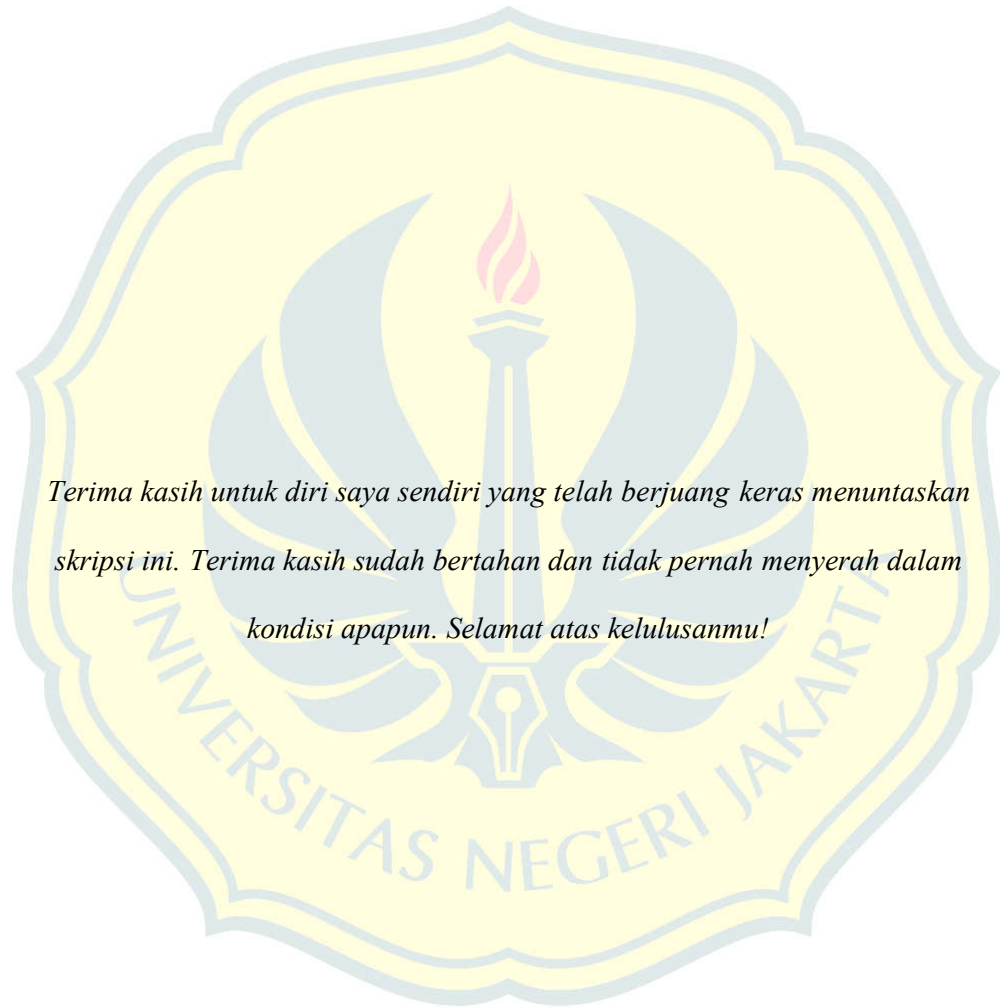 Terima kasih untuk diri saya sendiri yang telah berjuang keras menuntaskan
skripsi ini. Terima kasih sudah bertahan dan tidak pernah menyerah dalam
kondisi apapun. Selamat atas kelulusanmu!
UNIVERSITAS NEGERI JAKARTA